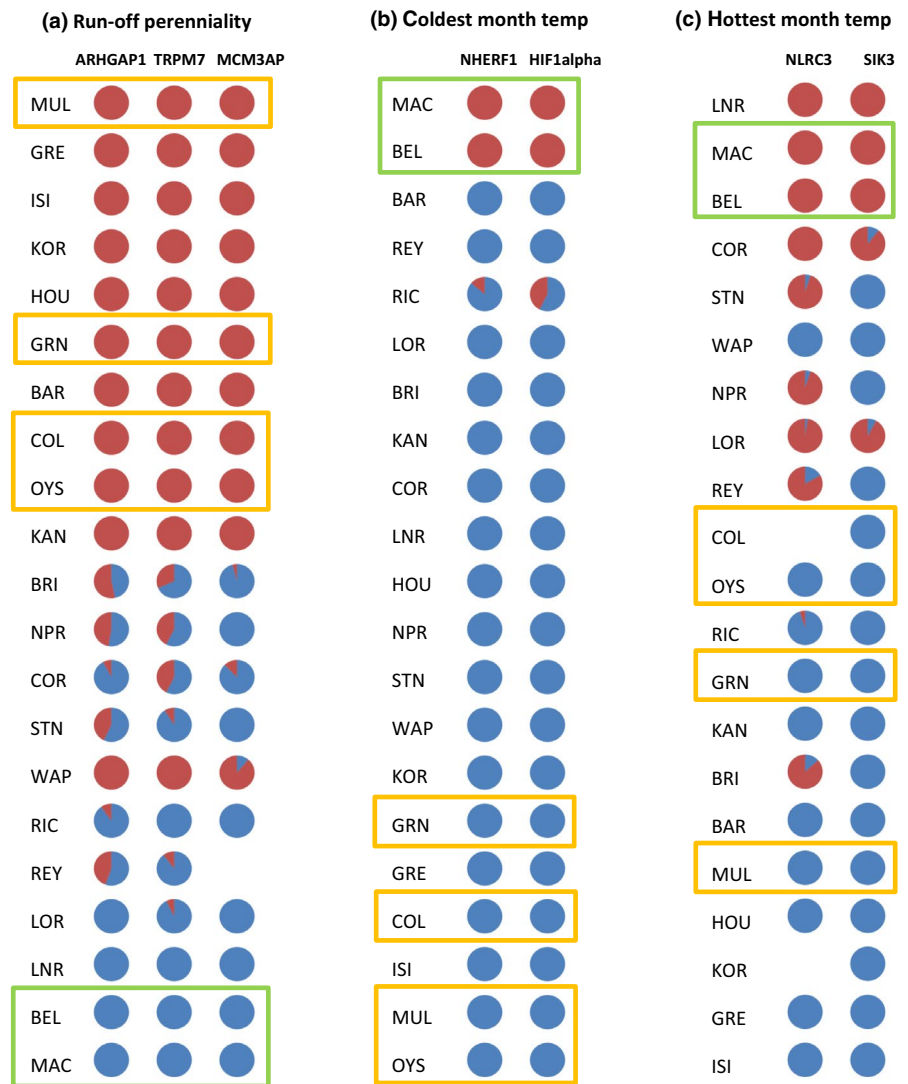 (a) Run-off perenniality
ARHGAP1 TRPM7 MCM3AP
MUL
GRE
ISI
KOR
HOU
GRN
BAR
COL
OYS
KAN
BRI
NPR
COR
STN
WAP
RIC
REY
LOR
LNR
BEL
MAC
(b) Coldest month temp
NHERF1 HIF1alpha
MAC
BEL
BAR
REY
RIC
LOR
BRI
KAN
COR
LNR
HOU
NPR
STN
WAP
KOR
GRN
GRE
COL
ISI
MUL
OYS
(c) Hottest month temp
NLRC3 SIK3
LNR
MAC
BEL
COR
STN
WAP
NPR
LOR
REY
COL
OYS
RIC
GRN
KAN
BRI
BAR
MUL
HOU
KOR
GRE
ISI